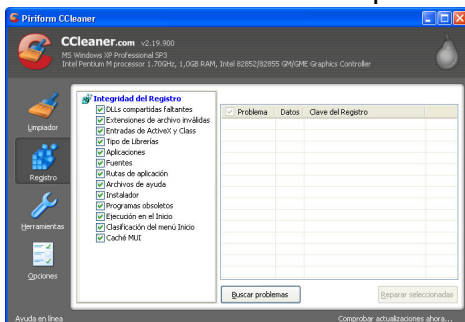 Piriform CCleaner
CCleaner.com v2.19.900
MS Windows XP Professional SP3
Intel Pentium M processor 1.70GHz, 1,0GB RAM, Intel 82852/82855 GM/GME Graphics Controller
Limpiador
Registro
Herramientas
Opciones
Integridad del Registro
DLLs compartidas faltantes
Extensiones de archivo inválidas
Entradas de ActiveX y Class
Tipo de Librerías
Aplicaciones
Fuentes
Rutas de aplicación
Archivos de ayuda
Instalador
Programas obsoletos
Ejecución en el Inicio
Clasificación del menú Inicio
Caché MUI
Problema Datos Clave del Registro
Buscar problemas
Reparar seleccionadas
Ayuda en línea
Comprobar actualizaciones ahora...